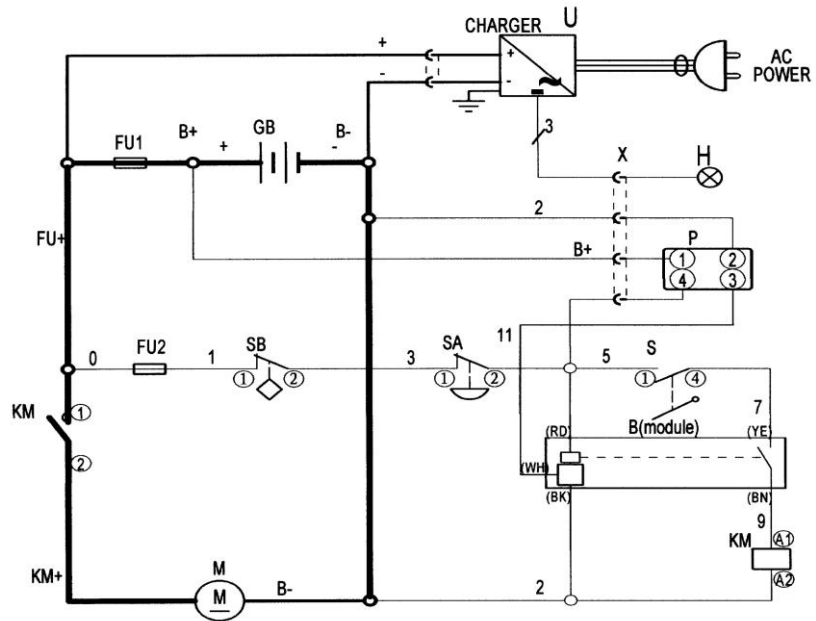 CHARGER U
+
-
+
-
AC
POWER
3
FU1
B+
+
GB
-
B-
X
H
2
FU+
B+
P
1 2
4 3
11
0
FU2
1
SB
1 2
3
SA
1 2
5
S
1 4
B(module)
7
KM
1
2
(RD)
(YE)
(WH)
(BK)
(BN)
9
KM
A1
A2
KM+
M
M
B-
2